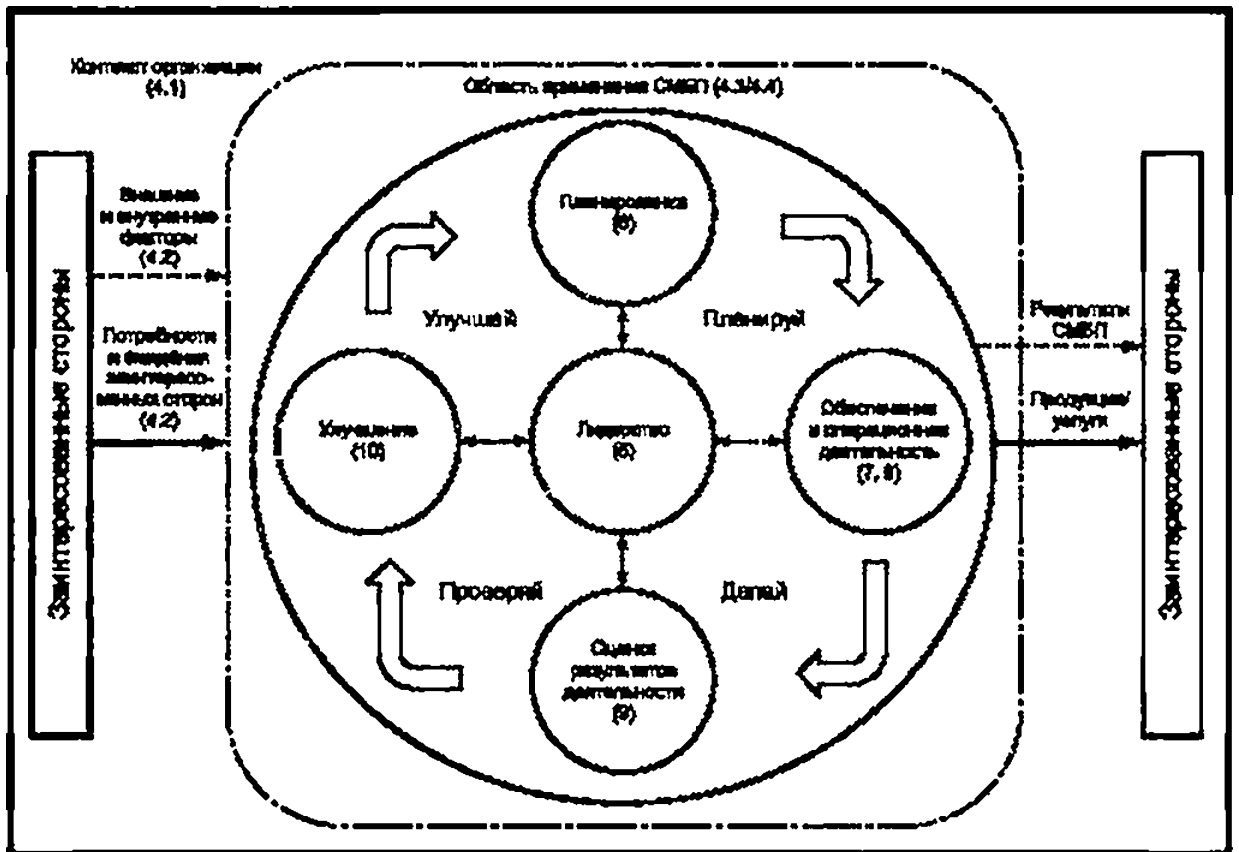 Контекст организации
(4.1)
Область применения СМБП (4.3/4.4)
Заинтересованные стороны
Внешние
и внутренние
факторы
(4.2)
Потребности
и ожидания
заинтересо-
ванных сторон
(4.2)
Планирование
(6)
Улучшай
Планируй
Улучшение
(10)
Лидерство
(5)
Обеспечение
и операционная
деятельность
(7, 8)
Проверяй
Делай
Оценка
результатов
деятельности
(9)
Результаты
СМБП
Продукция/
услуги
Заинтересованные стороны